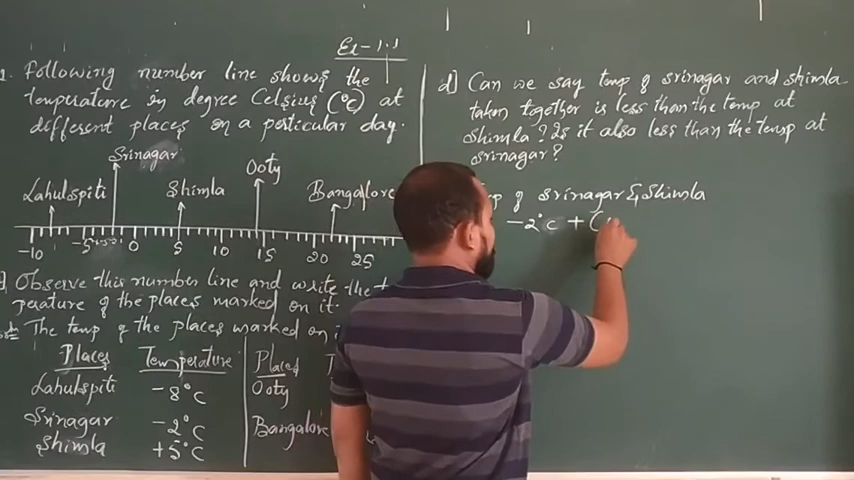 Ex-1.1
1. Following number line shows the
temperature in degree Celsius (°C) at
different places on a perticular day.
Srinagar
Ooty
Lahulspiti
Shimla
Bangalore
-10 -5 0 5 10 15 20 25
Observe this number line and write the
perature of the places marked on it.
The temp of the places marked on
Places Temperature
Lahulspiti -8°C
Srinagar -2°C
Shimla +5°C
Places
Ooty
Bangalore
d] Can we say temp of srinagar and shimla
taken together is less than the temp at
shimla? Is it also less than the temp at
srinagar?
of srinagar & Shimla
-2°C + (